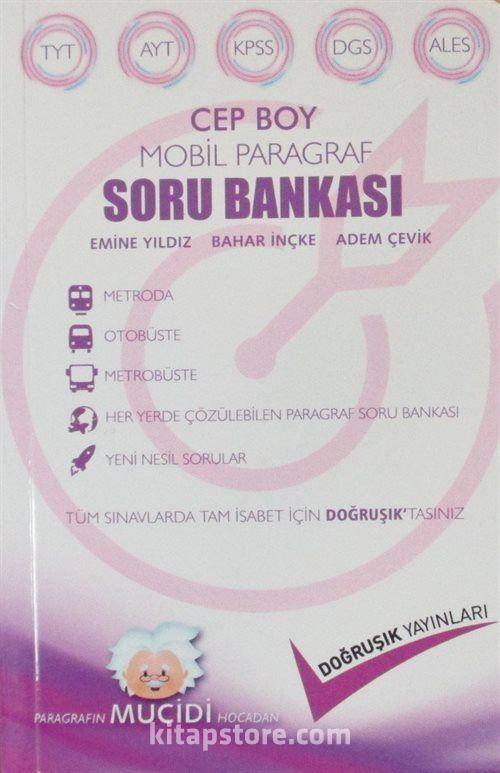 TYT AYT KPSS DGS ALES
CEP BOY
MOBİL PARAGRAF
SORU BANKASI
EMİNE YILDIZ BAHAR İNÇKE ADEM ÇEVİK
METRODA
OTOBÜSTE
METROBÜSTE
HER YERDE ÇÖZÜLEBİLEN PARAGRAF SORU BANKASI
YENİ NESİL SORULAR
TÜM SINAVLARDA TAM İSABET İÇİN DOĞRUŞIK'TASINIZ
DOĞRUŞIK YAYINLARI
PARAGRAFIN MUCİDİ HOCADAN
kitapstore.com